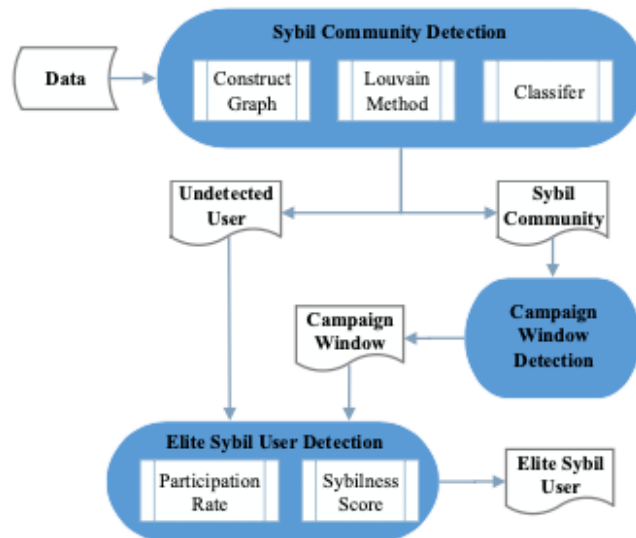 Sybil Community Detection
Data
Construct
Graph
Louvain
Method
Classifer
Undetected
User
Sybil
Community
Campaign
Window
Campaign
Window
Detection
Elite Sybil User Detection
Participation
Rate
Sybilness
Score
Elite Sybil
User